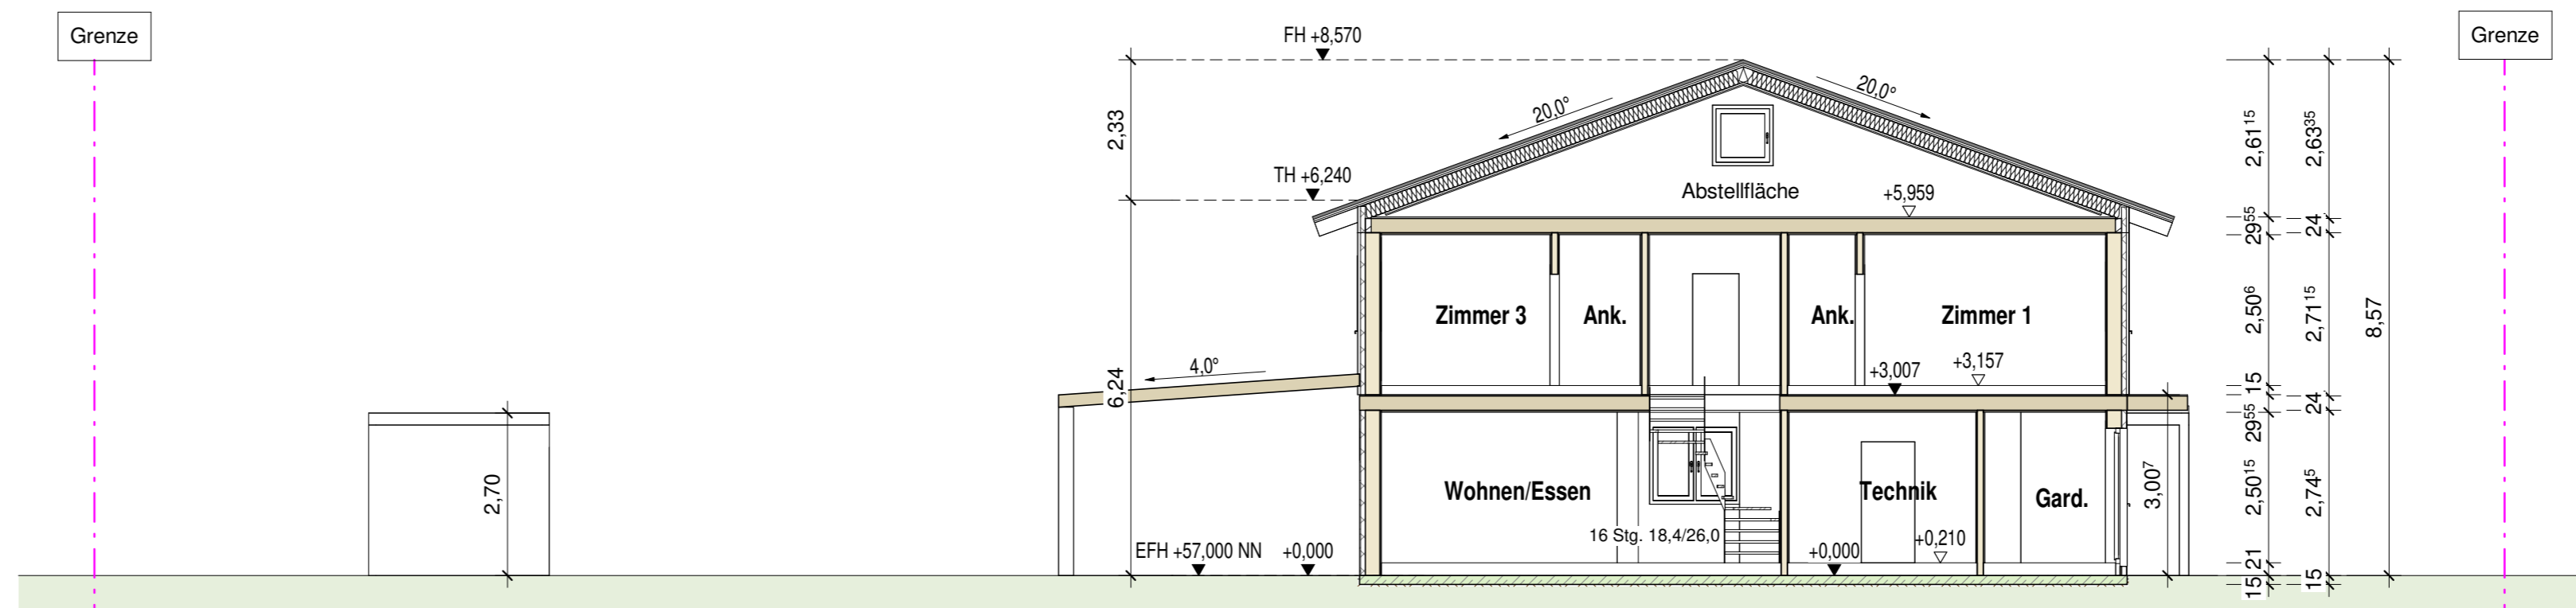 Grenze
Grenze
FH +8,570
20,0°
20,0°
2,33
2,61¹⁵
2,63³⁵
TH +6,240
Abstellfläche
+5,959
29⁵⁵
24
Zimmer 3
Ank.
Ank.
Zimmer 1
2,50⁶
2,71¹⁵
8,57
4,0°
6,24
+3,007
+3,157
15
24
29⁵⁵
2,70
Wohnen/Essen
Technik
Gard.
3,00⁷
2,50¹⁵
2,74⁵
16 Stg. 18,4/26,0
EFH +57,000 NN
+0,000
+0,000
+0,210
21
15
15